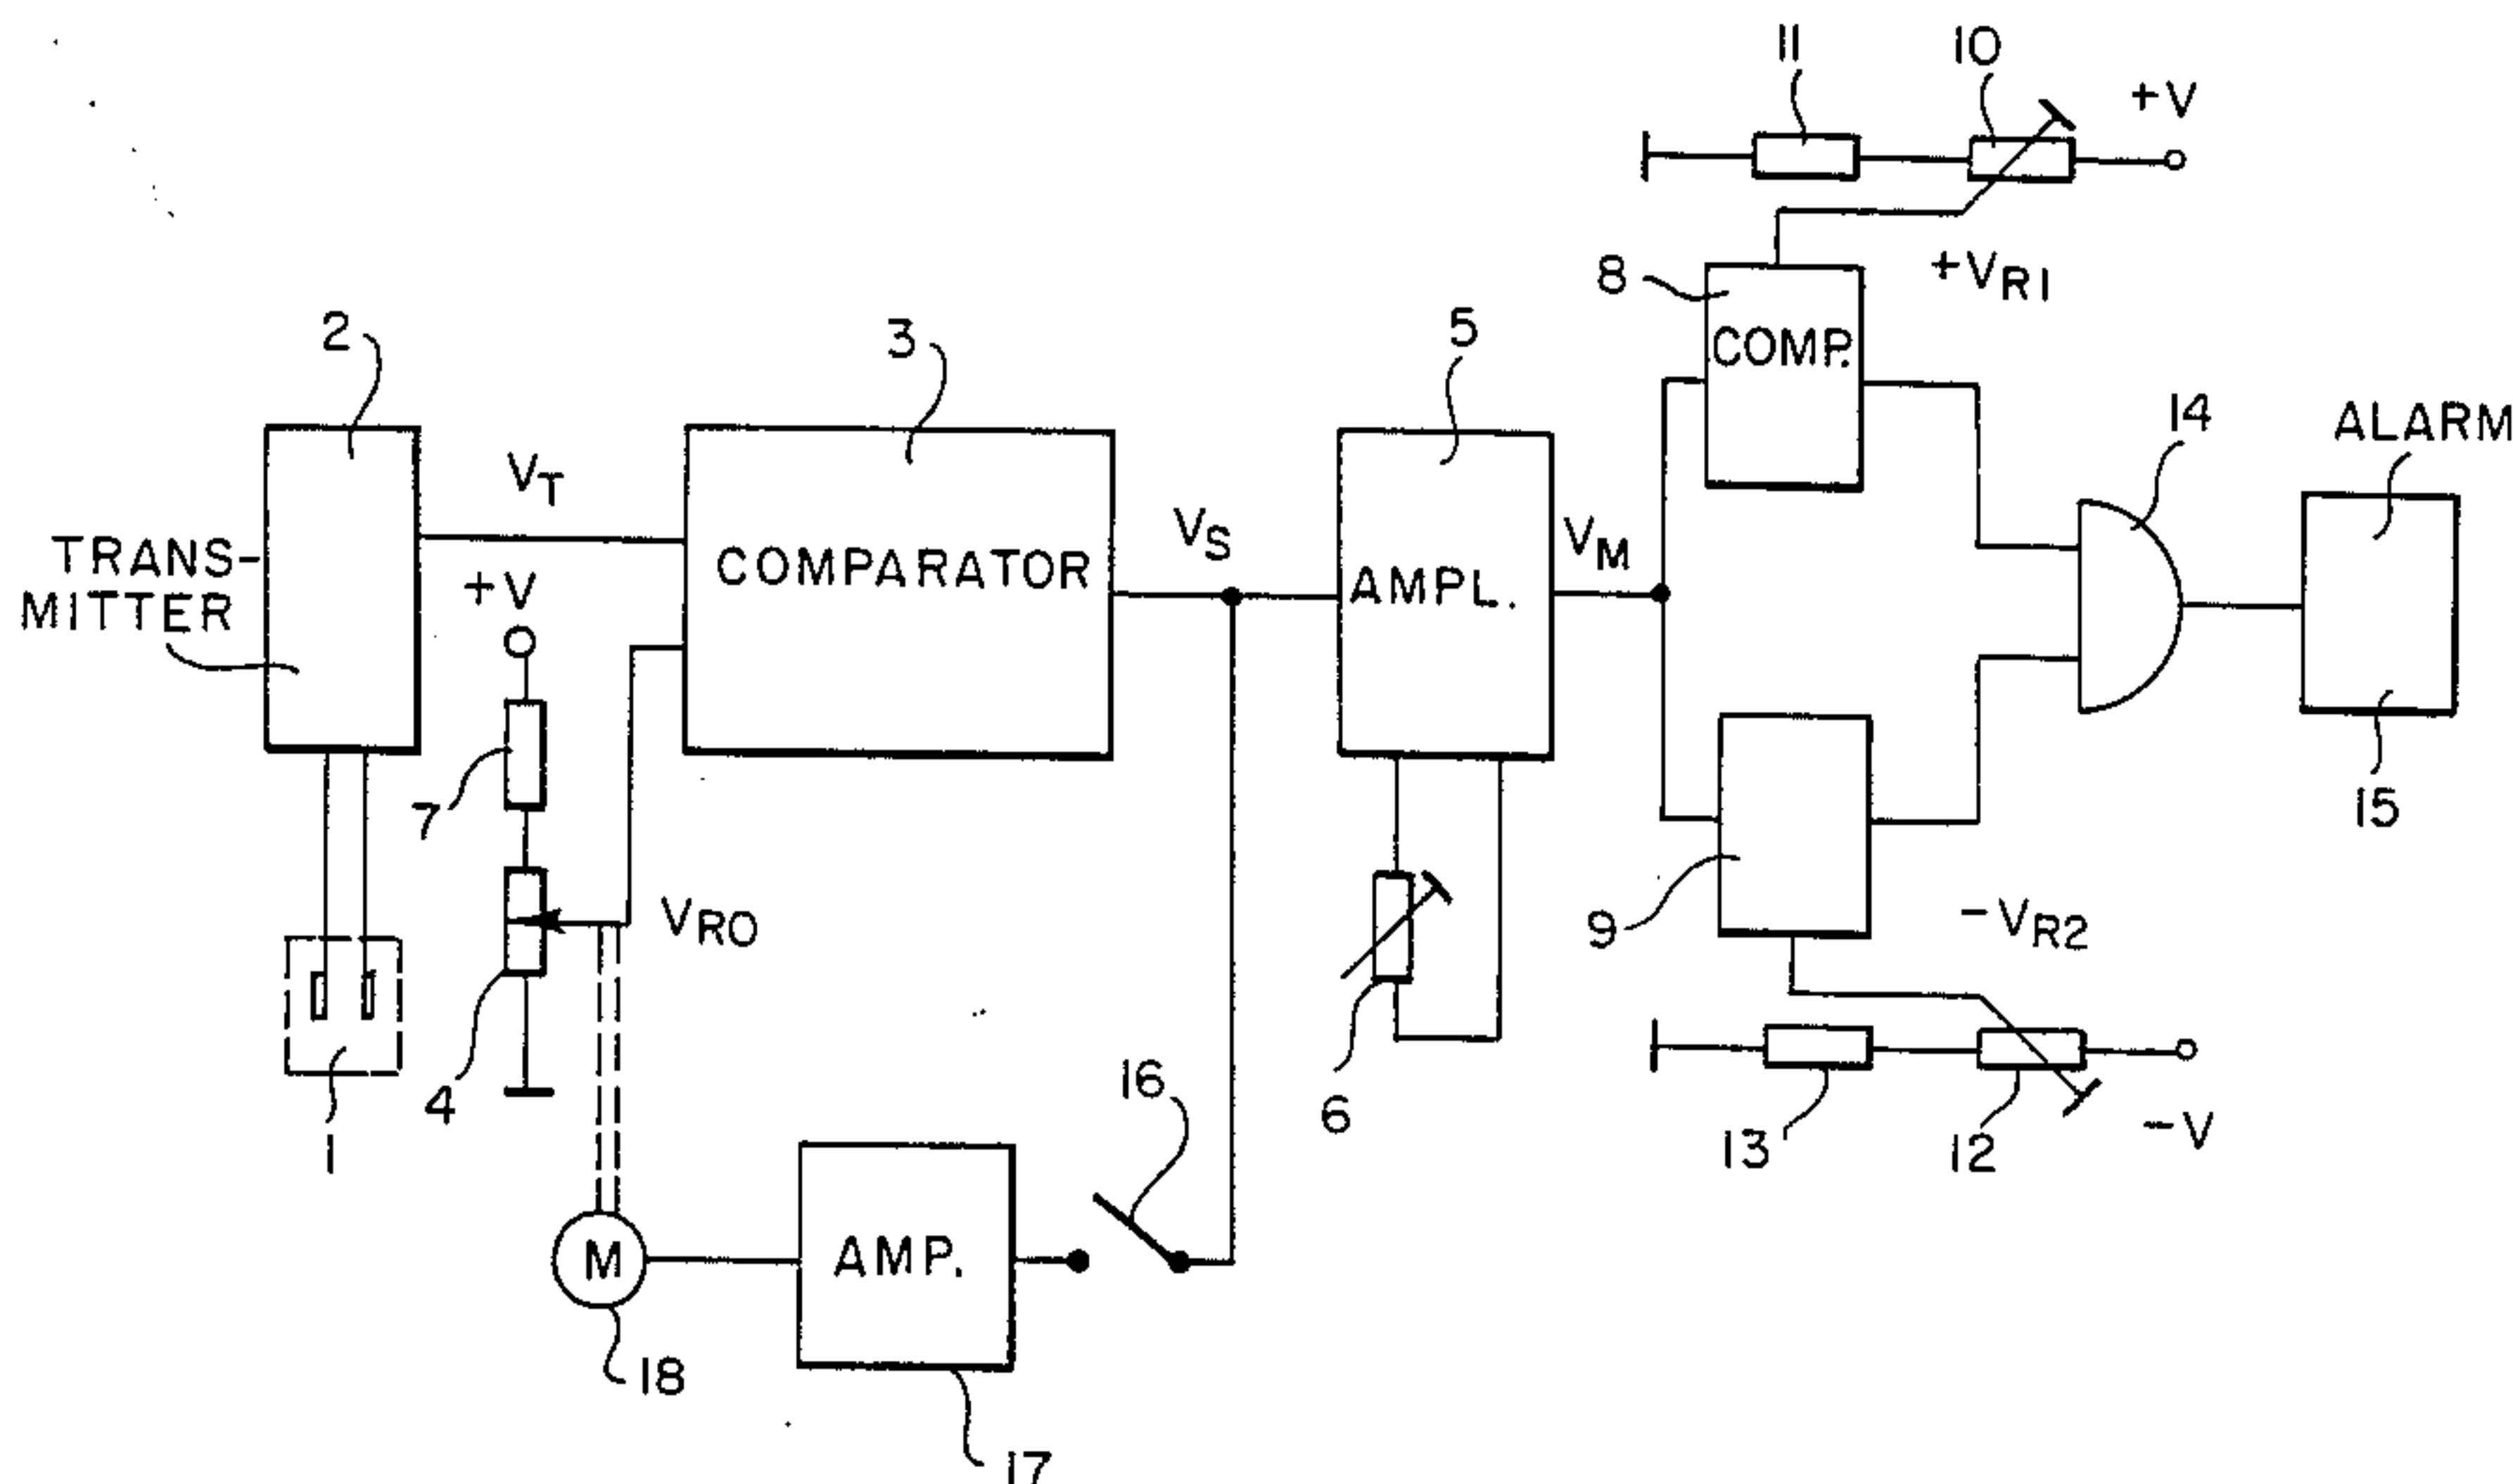 11
10
+V
8
+VR1
COMP.
2
3
5
14
ALARM
VT
VS
VM
TRANS-
MITTER
+V
COMPARATOR
AMPL.
7
15
4
VRO
9
-VR2
1
16
6
13
12
-V
M
AMP.
18
17